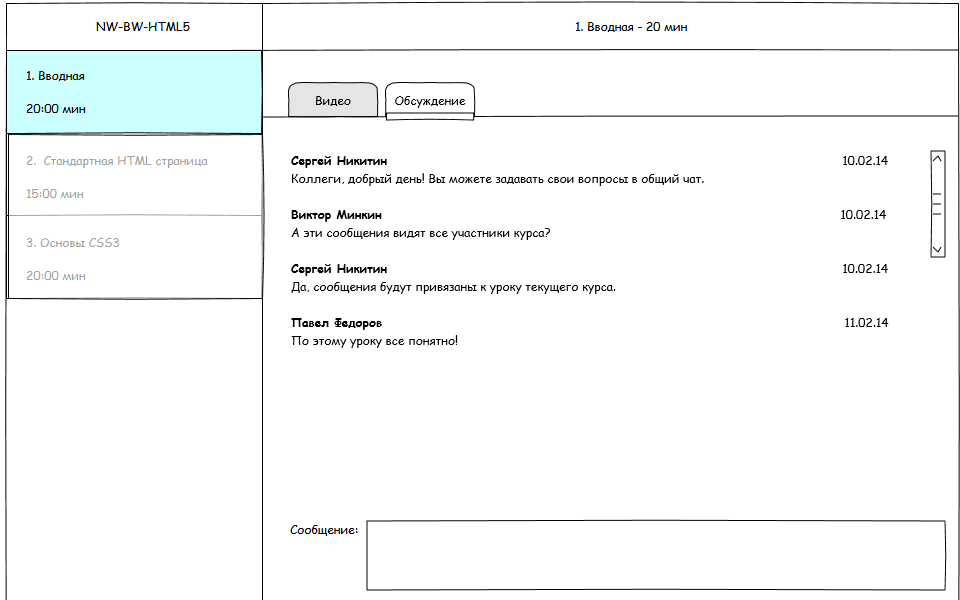 NW-BW-HTML5
1. Вводная - 20 мин
1. Вводная
20:00 мин
2. Стандартная HTML страница
15:00 мин
3. Основы CSS3
20:00 мин
Видео
Обсуждение
Сергей Никитин 10.02.14
Коллеги, добрый день! Вы можете задавать свои вопросы в общий чат.
Виктор Минкин 10.02.14
А эти сообщения видят все участники курса?
Сергей Никитин 10.02.14
Да, сообщения будут привязаны к уроку текущего курса.
Павел Федоров 11.02.14
По этому уроку все понятно!
Сообщение: